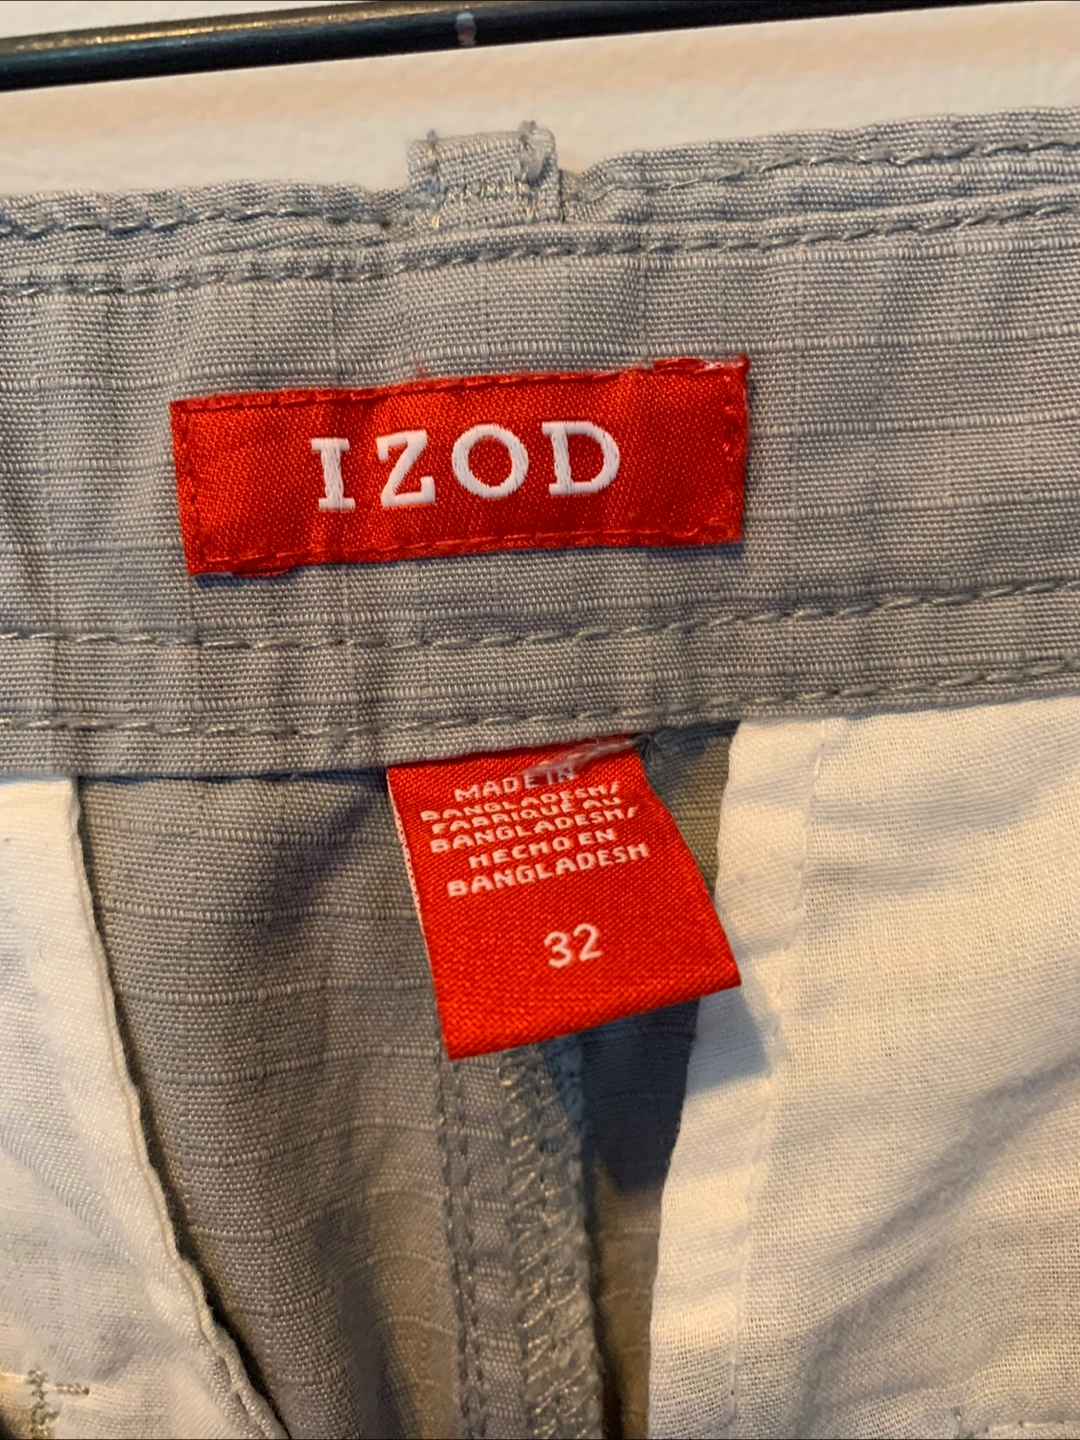 IZOD
MADE IN
BANGLADESH/
FABRIQUÉ AU
BANGLADESH/
HECHO EN
BANGLADESH
32